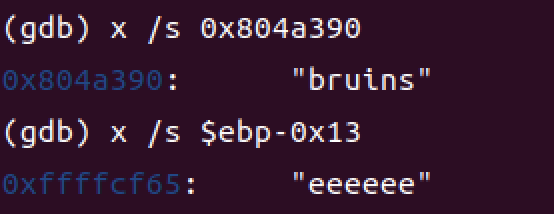 (gdb) x /s 0x804a390
0x804a390:      "bruins"
(gdb) x /s $ebp-0x13
0xffffcf65:     "eeeeee"